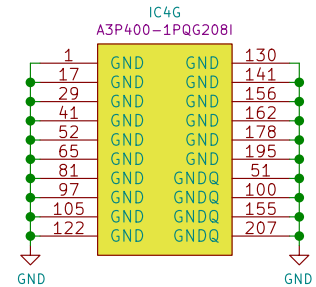 IC4G
A3P400-1PQG208I
1 GND GND 130
17 GND GND 141
29 GND GND 156
41 GND GND 162
52 GND GND 178
65 GND GND 195
81 GND GNDQ 51
97 GND GNDQ 100
105 GND GNDQ 155
122 GND GNDQ 207
GND GND